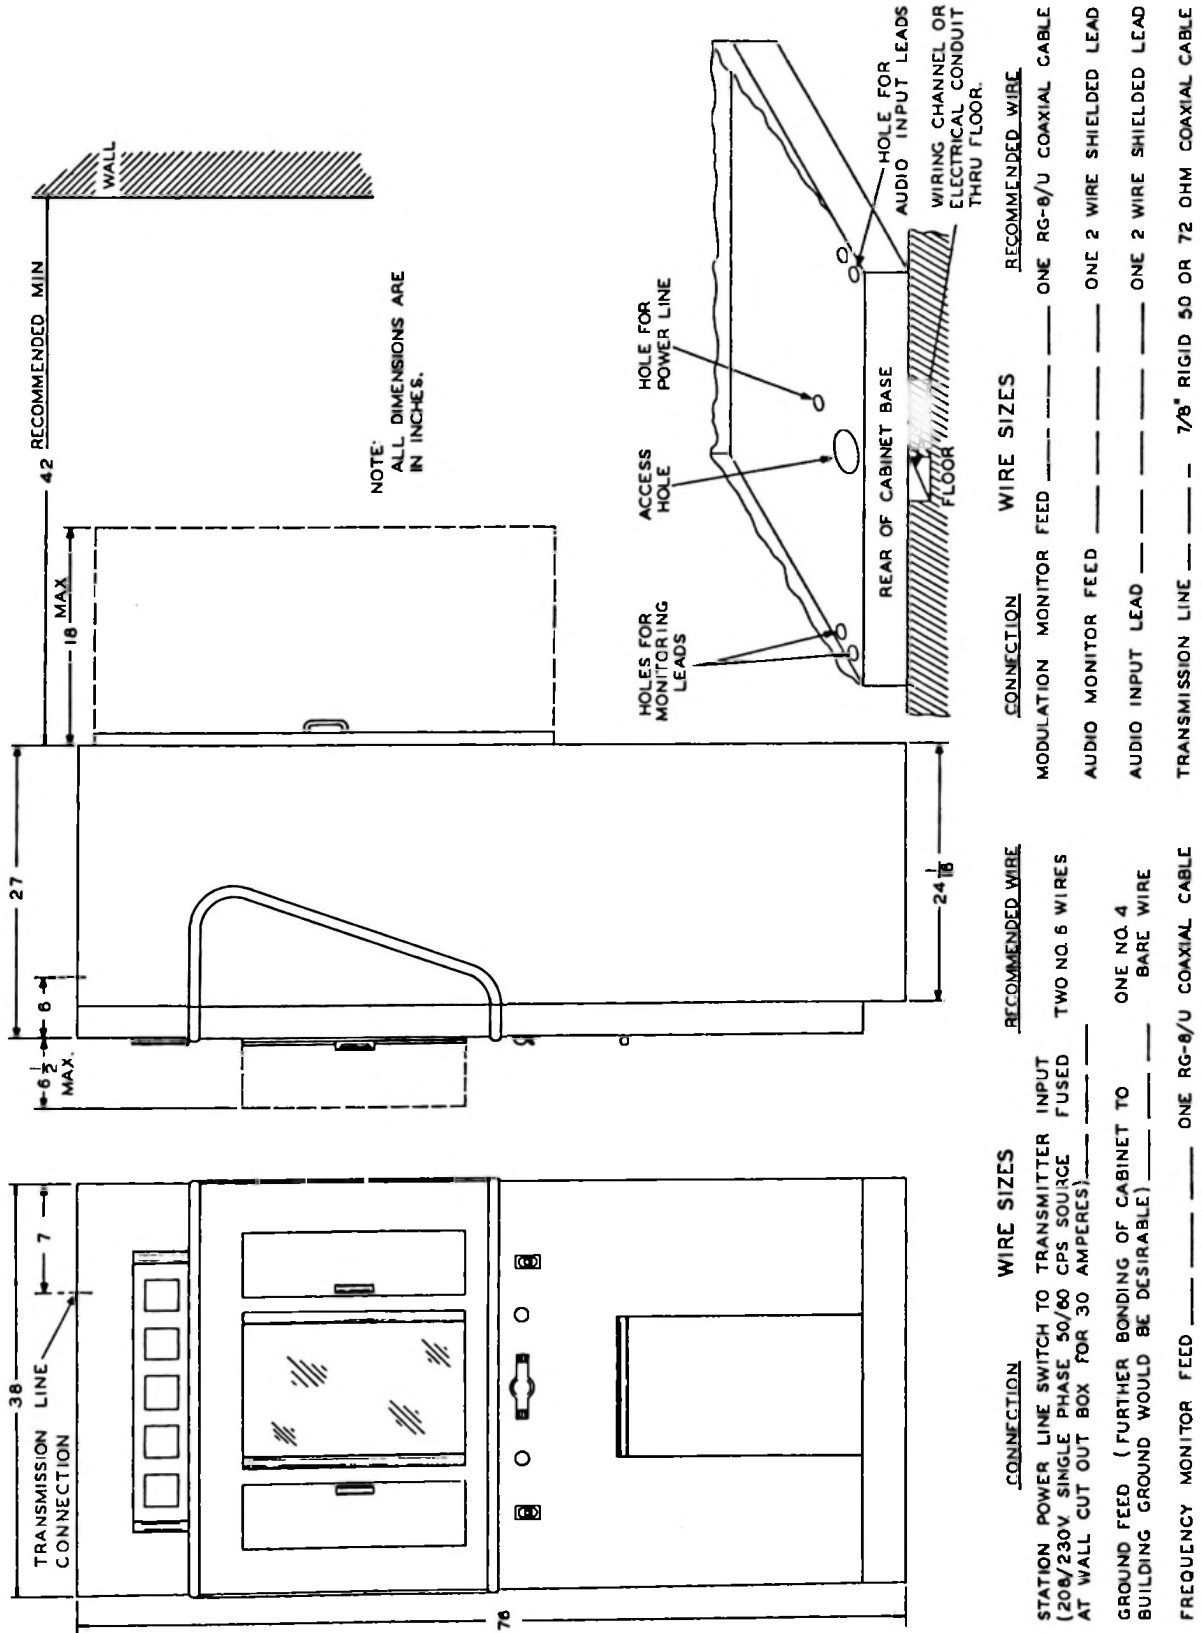 38
TRANSMISSION LINE
CONNECTION
7
78
6 1/2
MAX.
6
27
24 1/16
18 MAX
42 RECOMMENDED MIN
WALL
NOTE:
ALL DIMENSIONS ARE
IN INCHES.
HOLES FOR
MONITORING
LEADS
ACCESS
HOLE
HOLE FOR
POWER LINE
HOLE FOR
AUDIO INPUT LEADS
WIRING CHANNEL OR
ELECTRICAL CONDUIT
THRU FLOOR.
REAR OF CABINET BASE
FLOOR
WIRE SIZES
CONNECTION
RECOMMENDED WIRE
STATION POWER LINE SWITCH TO TRANSMITTER INPUT
(208/230V. SINGLE PHASE 50/60 CPS SOURCE FUSED TWO NO. 6 WIRES
AT WALL CUT OUT BOX FOR 30 AMPERES)
GROUND FEED (FURTHER BONDING OF CABINET TO ONE NO. 4
BUILDING GROUND WOULD BE DESIRABLE) BARE WIRE
FREQUENCY MONITOR FEED ONE RG-8/U COAXIAL CABLE
WIRE SIZES
CONNECTION
RECOMMENDED WIRE
MODULATION MONITOR FEED ONE RG-8/U COAXIAL CABLE
AUDIO MONITOR FEED ONE 2 WIRE SHIELDED LEAD
AUDIO INPUT LEAD ONE 2 WIRE SHIELDED LEAD
TRANSMISSION LINE 7/8" RIGID 50 OR 72 OHM COAXIAL CABLE